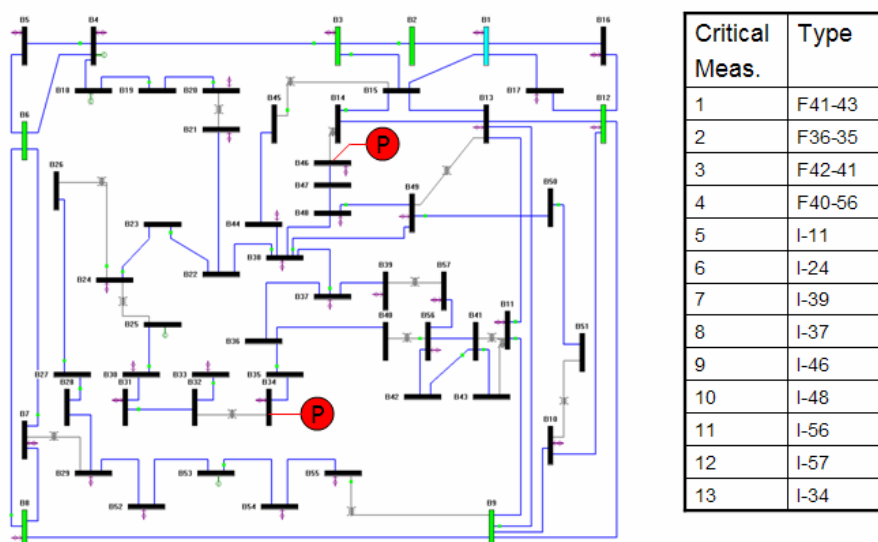 B5
B4
B3
B2
B1
B16
B18
B19
B20
B45
B14
B15
B13
B17
B12
B6
B21
P
B26
B46
B47
B49
B50
B23
B44
B48
B24
B22
B38
B39
B57
B37
B25
B40
B56
B41
B11
B51
B36
B27
B28
B30
B31
B33
B32
B35
B34
B42
B43
P
B7
B10
B29
B53
B55
B52
B54
B8
B9
Critical Meas. Type
1 F41-43
2 F36-35
3 F42-41
4 F40-56
5 I-11
6 I-24
7 I-39
8 I-37
9 I-46
10 I-48
11 I-56
12 I-57
13 I-34